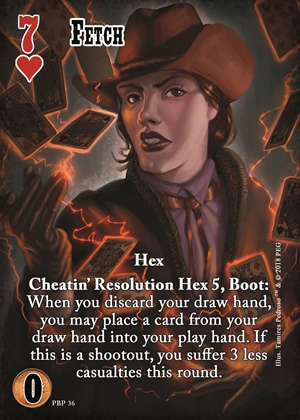 7
Fetch
Hex
Cheatin' Resolution Hex 5, Boot:
When you discard your draw hand,
you may place a card from your
draw hand into your play hand. If
this is a shootout, you suffer 3 less
casualties this round.
0
PBP 36
Illus. Tamires Pedroso ™ & © 2018 PEG